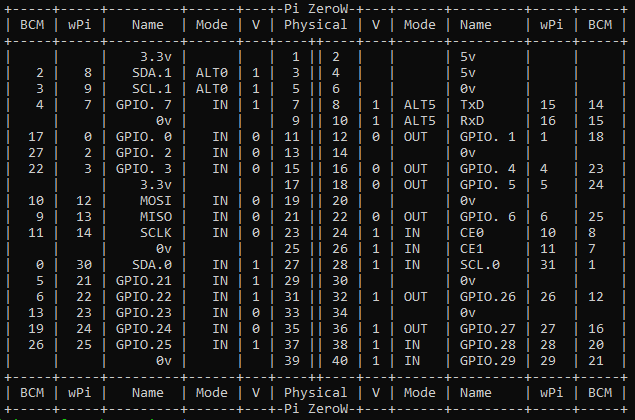 +-----+-----+---------+------+---+-Pi ZeroW-+---+------+---------+-----+-----+
| BCM | wPi |   Name  | Mode | V | Physical | V | Mode | Name    | wPi | BCM |
+-----+-----+---------+------+---+----++----+---+------+---------+-----+-----+
|     |     |    3.3v |      |   |  1 || 2  |   |      | 5v      |     |     |
|   2 |   8 |   SDA.1 | ALT0 | 1 |  3 || 4  |   |      | 5v      |     |     |
|   3 |   9 |   SCL.1 | ALT0 | 1 |  5 || 6  |   |      | 0v      |     |     |
|   4 |   7 | GPIO. 7 |   IN | 1 |  7 || 8  | 1 | ALT5 | TxD     | 15  | 14  |
|     |     |      0v |      |   |  9 || 10 | 1 | ALT5 | RxD     | 16  | 15  |
|  17 |   0 | GPIO. 0 |   IN | 0 | 11 || 12 | 0 | OUT  | GPIO. 1 | 1   | 18  |
|  27 |   2 | GPIO. 2 |   IN | 0 | 13 || 14 |   |      | 0v      |     |     |
|  22 |   3 | GPIO. 3 |   IN | 0 | 15 || 16 | 0 | OUT  | GPIO. 4 | 4   | 23  |
|     |     |    3.3v |      |   | 17 || 18 | 0 | OUT  | GPIO. 5 | 5   | 24  |
|  10 |  12 |    MOSI |   IN | 0 | 19 || 20 |   |      | 0v      |     |     |
|   9 |  13 |    MISO |   IN | 0 | 21 || 22 | 0 | OUT  | GPIO. 6 | 6   | 25  |
|  11 |  14 |    SCLK |   IN | 0 | 23 || 24 | 1 | IN   | CE0     | 10  | 8   |
|     |     |      0v |      |   | 25 || 26 | 1 | IN   | CE1     | 11  | 7   |
|   0 |  30 |   SDA.0 |   IN | 1 | 27 || 28 | 1 | IN   | SCL.0   | 31  | 1   |
|   5 |  21 | GPIO.21 |   IN | 1 | 29 || 30 |   |      | 0v      |     |     |
|   6 |  22 | GPIO.22 |   IN | 1 | 31 || 32 | 1 | OUT  | GPIO.26 | 26  | 12  |
|  13 |  23 | GPIO.23 |   IN | 0 | 33 || 34 |   |      | 0v      |     |     |
|  19 |  24 | GPIO.24 |   IN | 0 | 35 || 36 | 1 | OUT  | GPIO.27 | 27  | 16  |
|  26 |  25 | GPIO.25 |   IN | 1 | 37 || 38 | 1 | IN   | GPIO.28 | 28  | 20  |
|     |     |      0v |      |   | 39 || 40 | 1 | IN   | GPIO.29 | 29  | 21  |
+-----+-----+---------+------+---+----++----+---+------+---------+-----+-----+
| BCM | wPi |   Name  | Mode | V | Physical | V | Mode | Name    | wPi | BCM |
+-----+-----+---------+------+---+-Pi ZeroW-+---+------+---------+-----+-----+